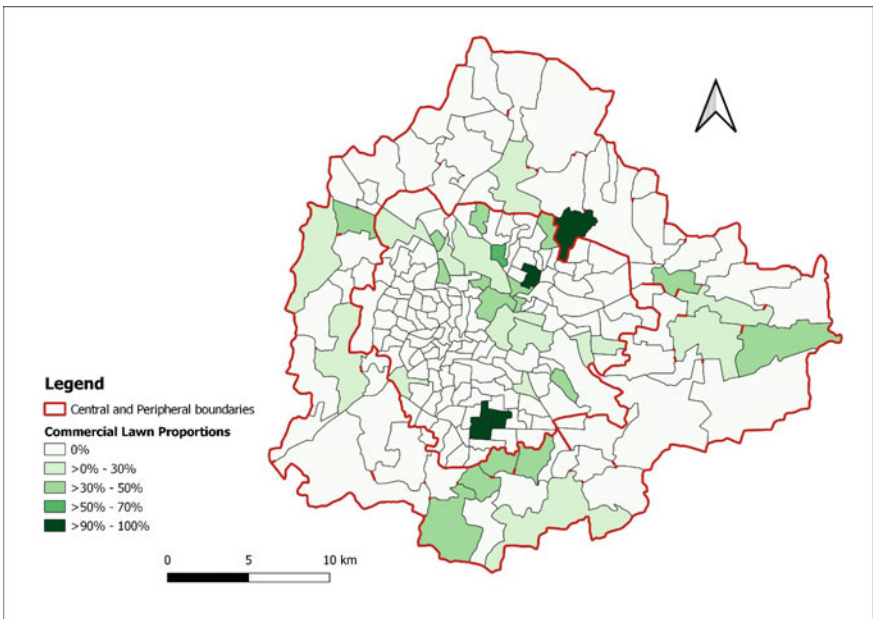 Legend
Central and Peripheral boundaries
Commercial Lawn Proportions
0%
>0% - 30%
>30% - 50%
>50% - 70%
>90% - 100%
0 5 10 km